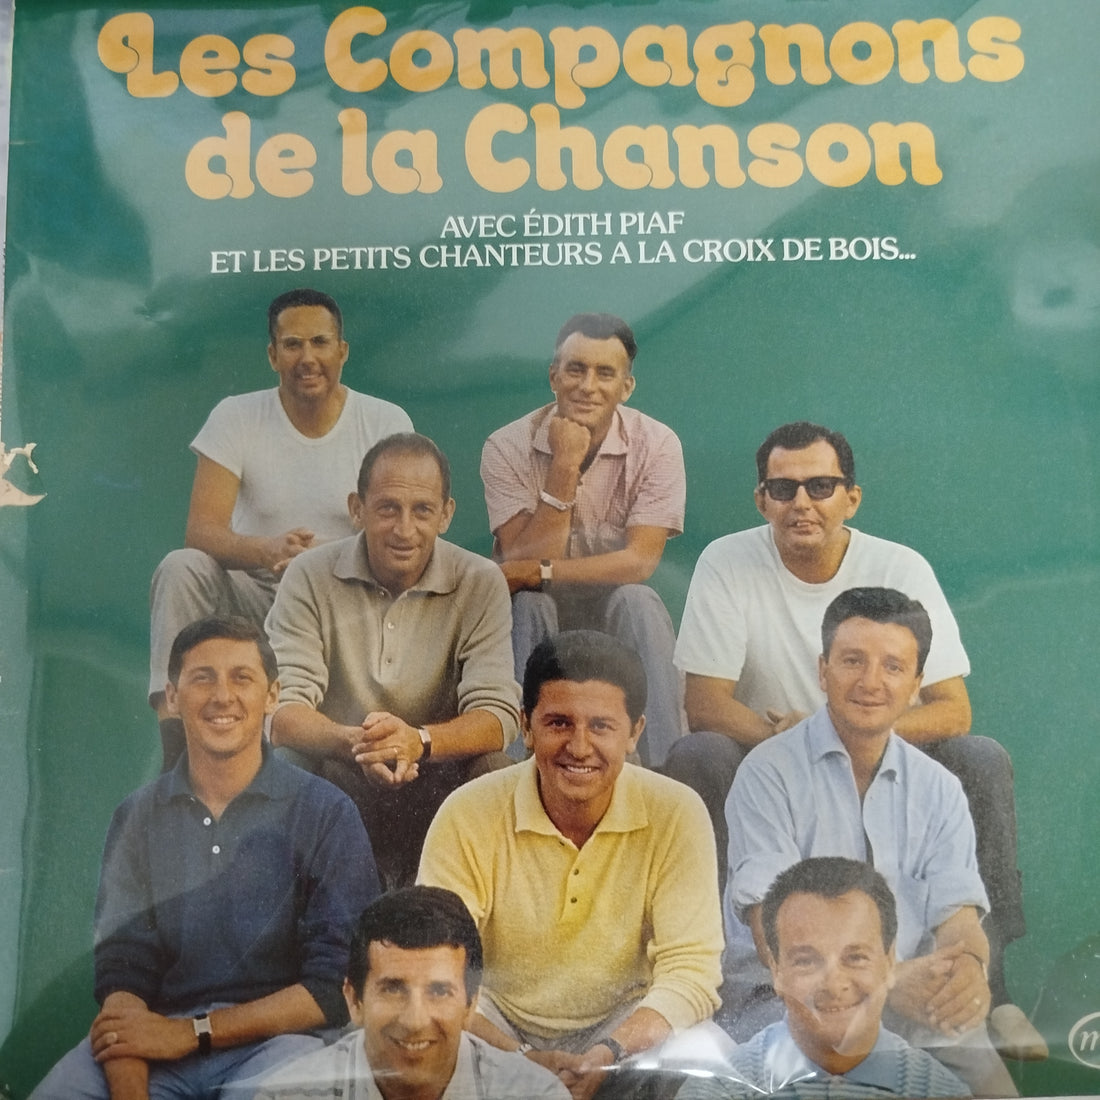 Les Compagnons
de la Chanson
AVEC ÉDITH PIAF
ET LES PETITS CHANTEURS A LA CROIX DE BOIS...